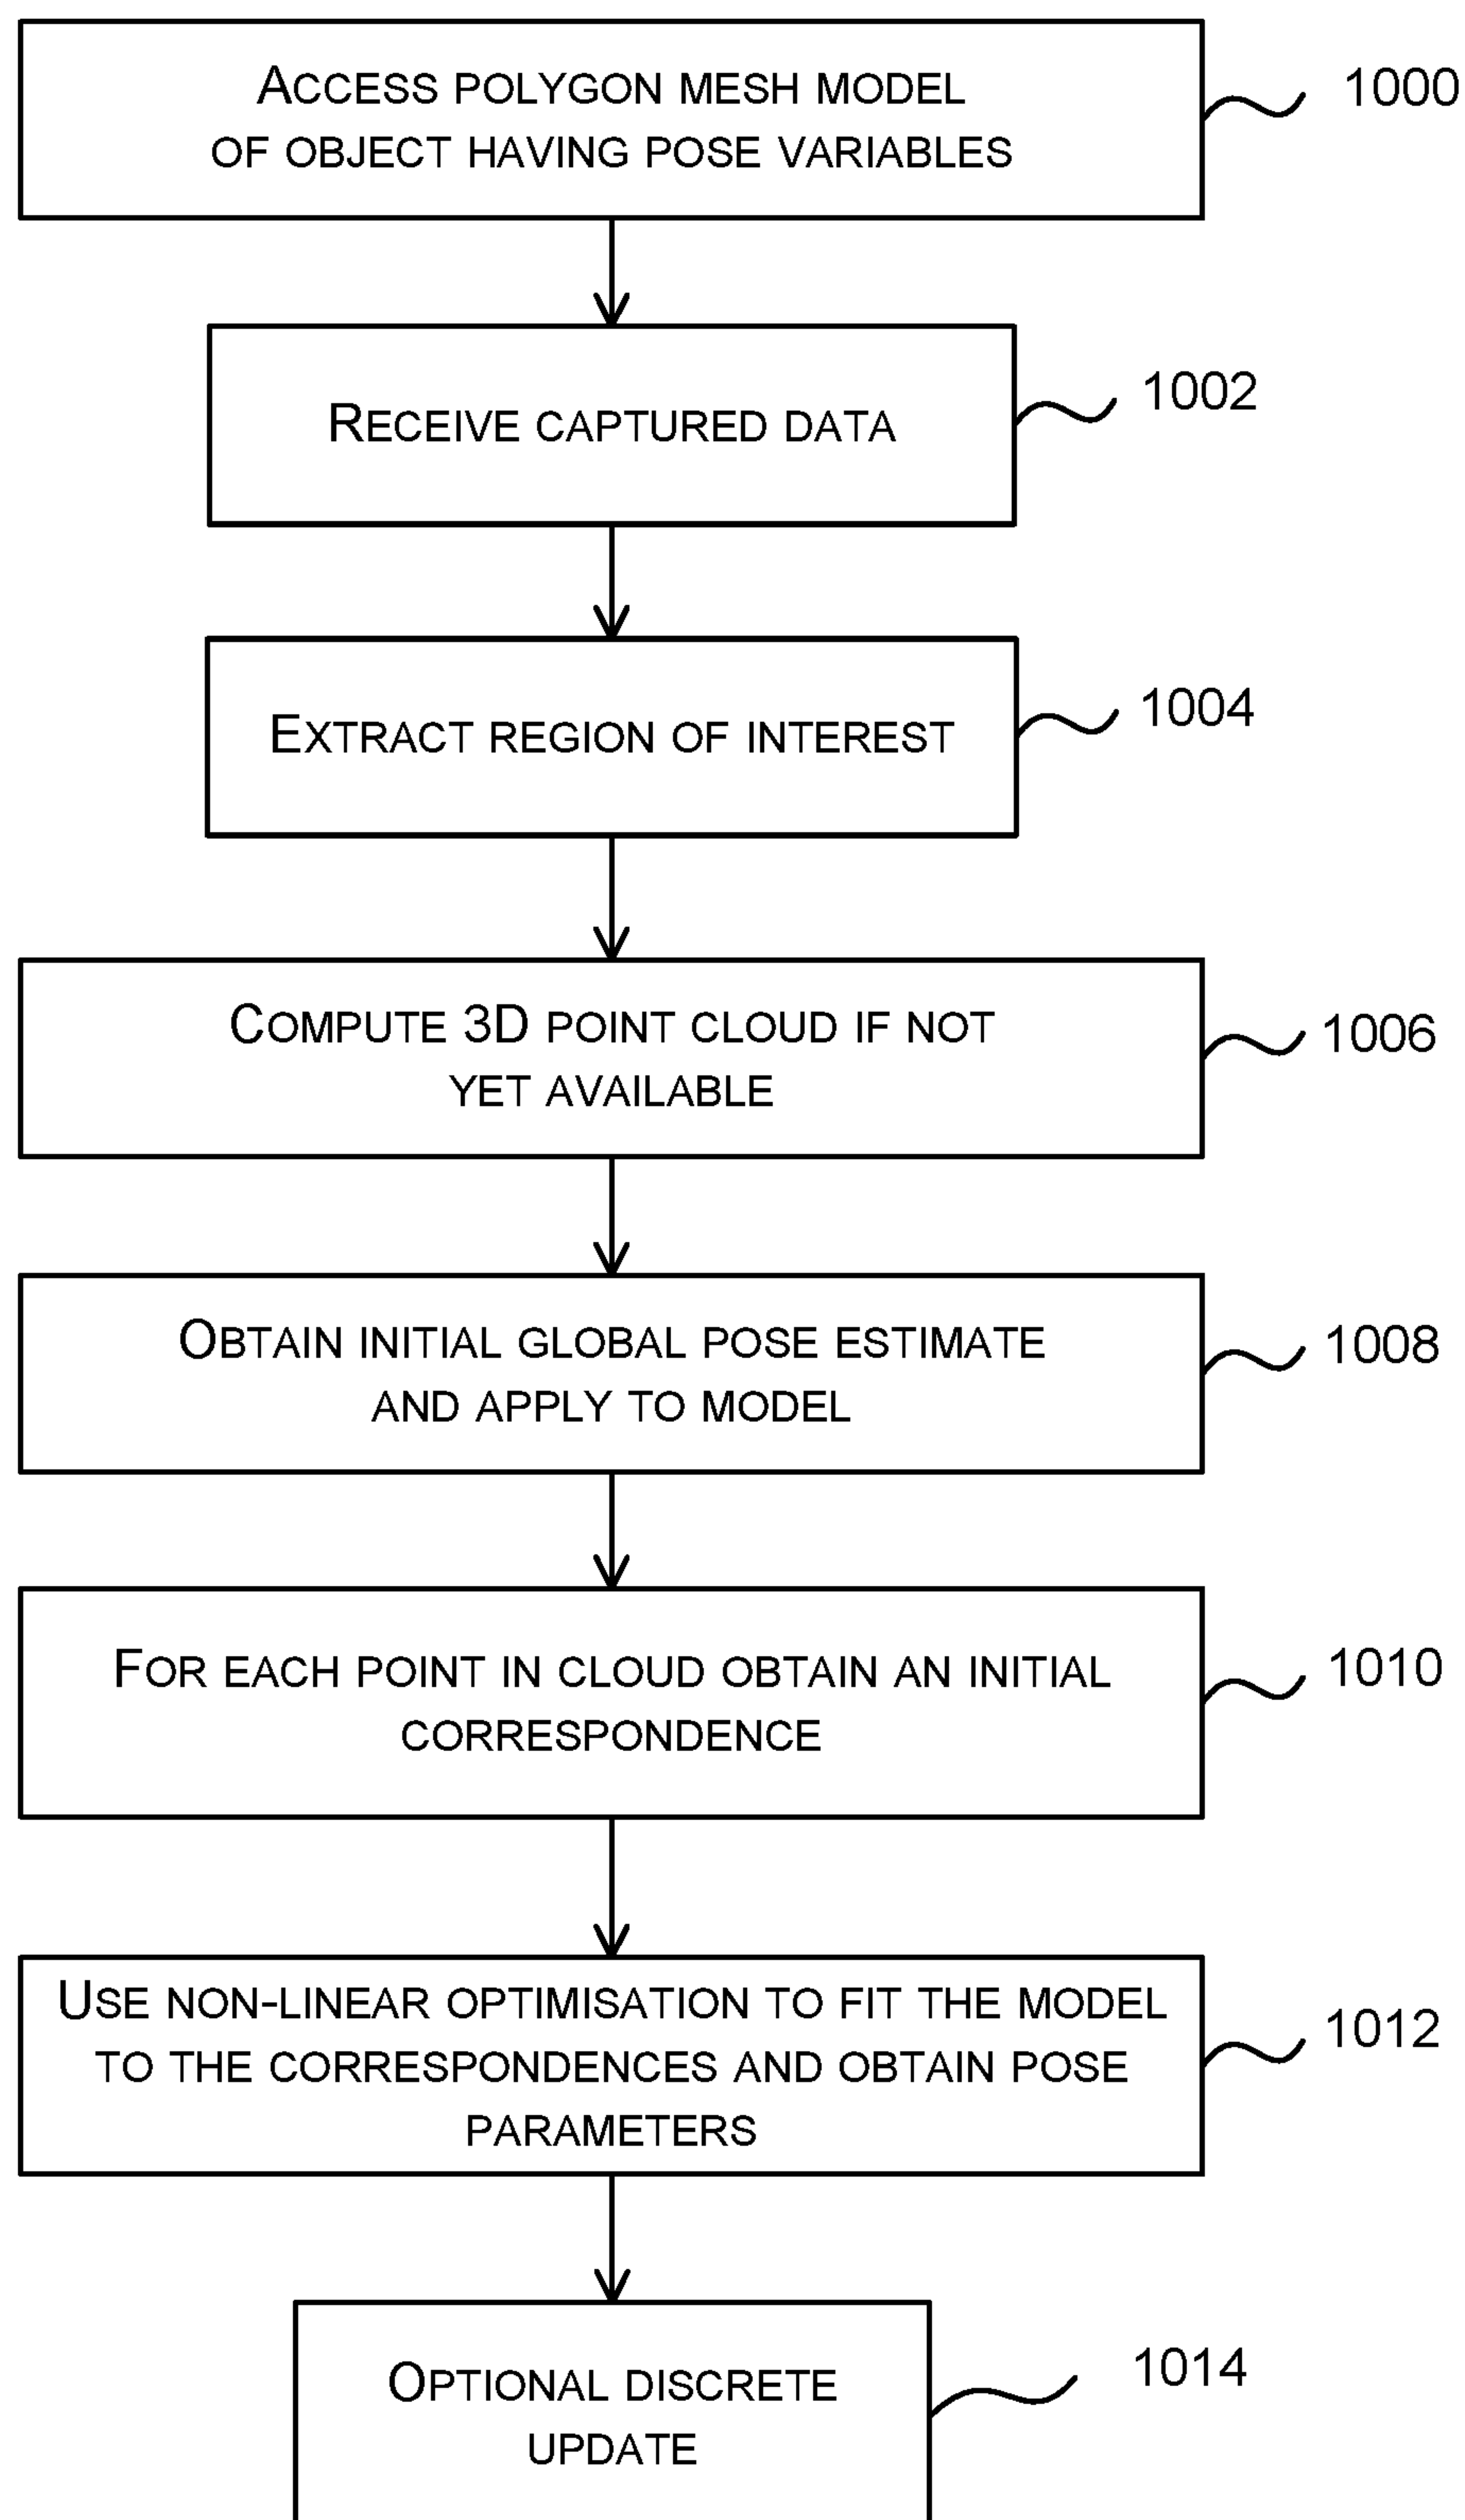 ACCESS POLYGON MESH MODEL
OF OBJECT HAVING POSE VARIABLES
1000
RECEIVE CAPTURED DATA
1002
EXTRACT REGION OF INTEREST
1004
COMPUTE 3D POINT CLOUD IF NOT
YET AVAILABLE
1006
OBTAIN INITIAL GLOBAL POSE ESTIMATE
AND APPLY TO MODEL
1008
FOR EACH POINT IN CLOUD OBTAIN AN INITIAL
CORRESPONDENCE
1010
USE NON-LINEAR OPTIMISATION TO FIT THE MODEL
TO THE CORRESPONDENCES AND OBTAIN POSE
PARAMETERS
1012
OPTIONAL DISCRETE
UPDATE
1014